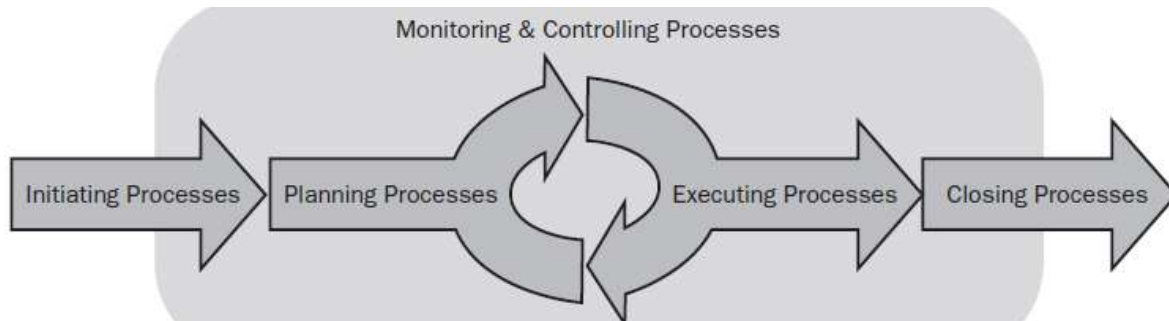 Monitoring & Controlling Processes
Initiating Processes
Planning Processes
Executing Processes
Closing Processes